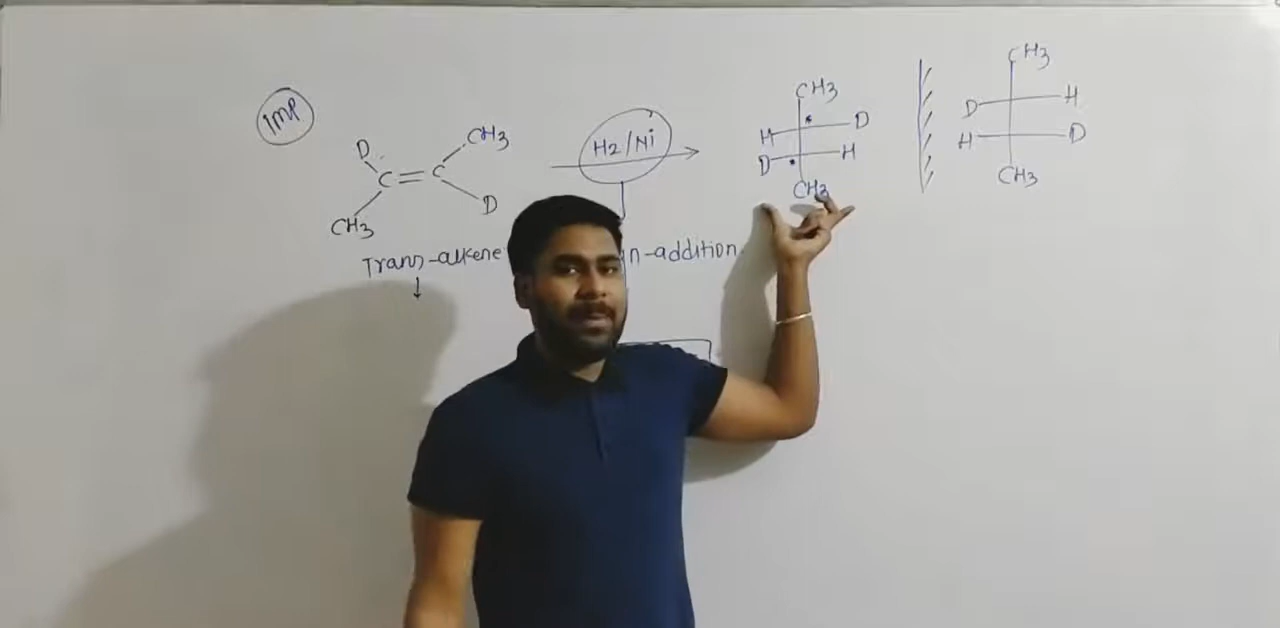 IMP
D CH3
C=C
CH3 D
H2/Ni
CH3
H D
D H
CH3
CH3
D H
H D
CH3
Trans-alkene
n-addition.